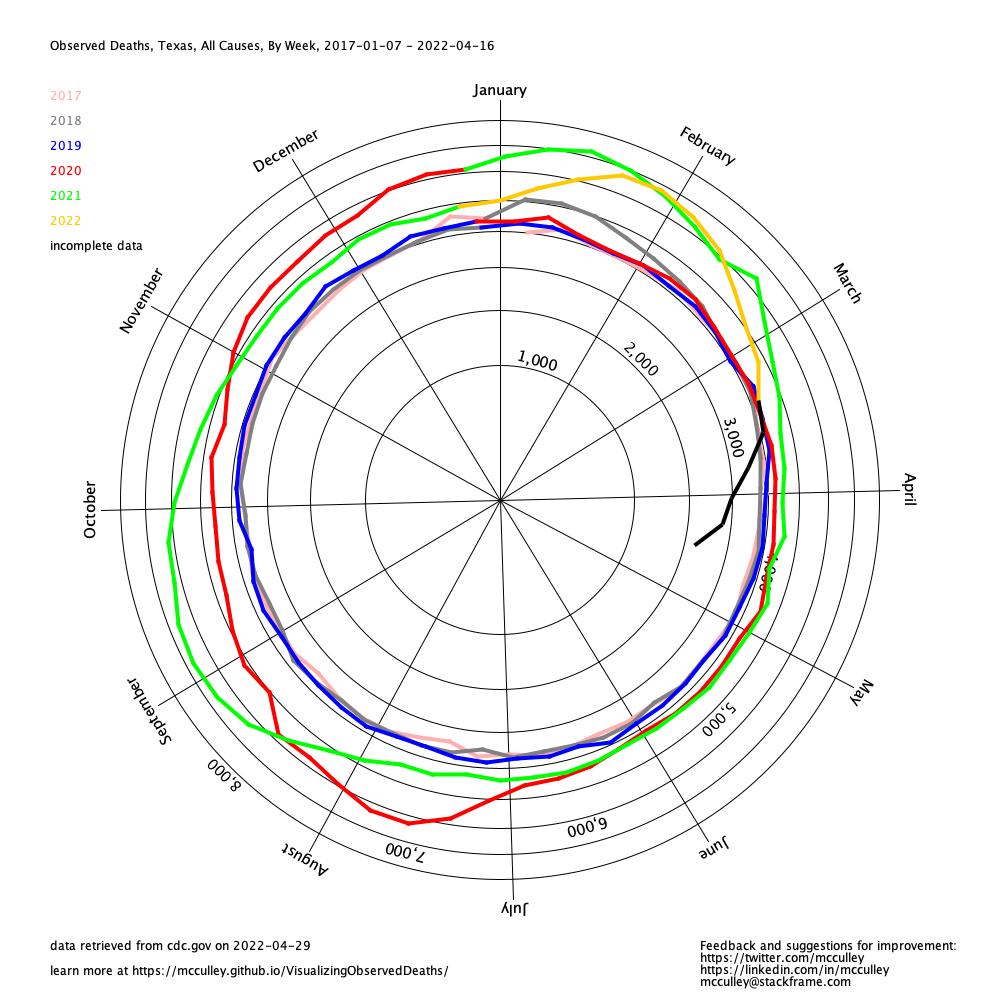 Observed Deaths, Texas, All Causes, By Week, 2017-01-07 - 2022-04-16
2017
2018
2019
2020
2021
2022
incomplete data
January
February
March
April
May
June
July
August
September
October
November
December
1,000
2,000
3,000
4,000
5,000
6,000
7,000
8,000
data retrieved from cdc.gov on 2022-04-29
learn more at https://mcculley.github.io/VisualizingObservedDeaths/
Feedback and suggestions for improvement:
https://twitter.com/mcculley
https://linkedin.com/in/mcculley
mcculley@stackframe.com